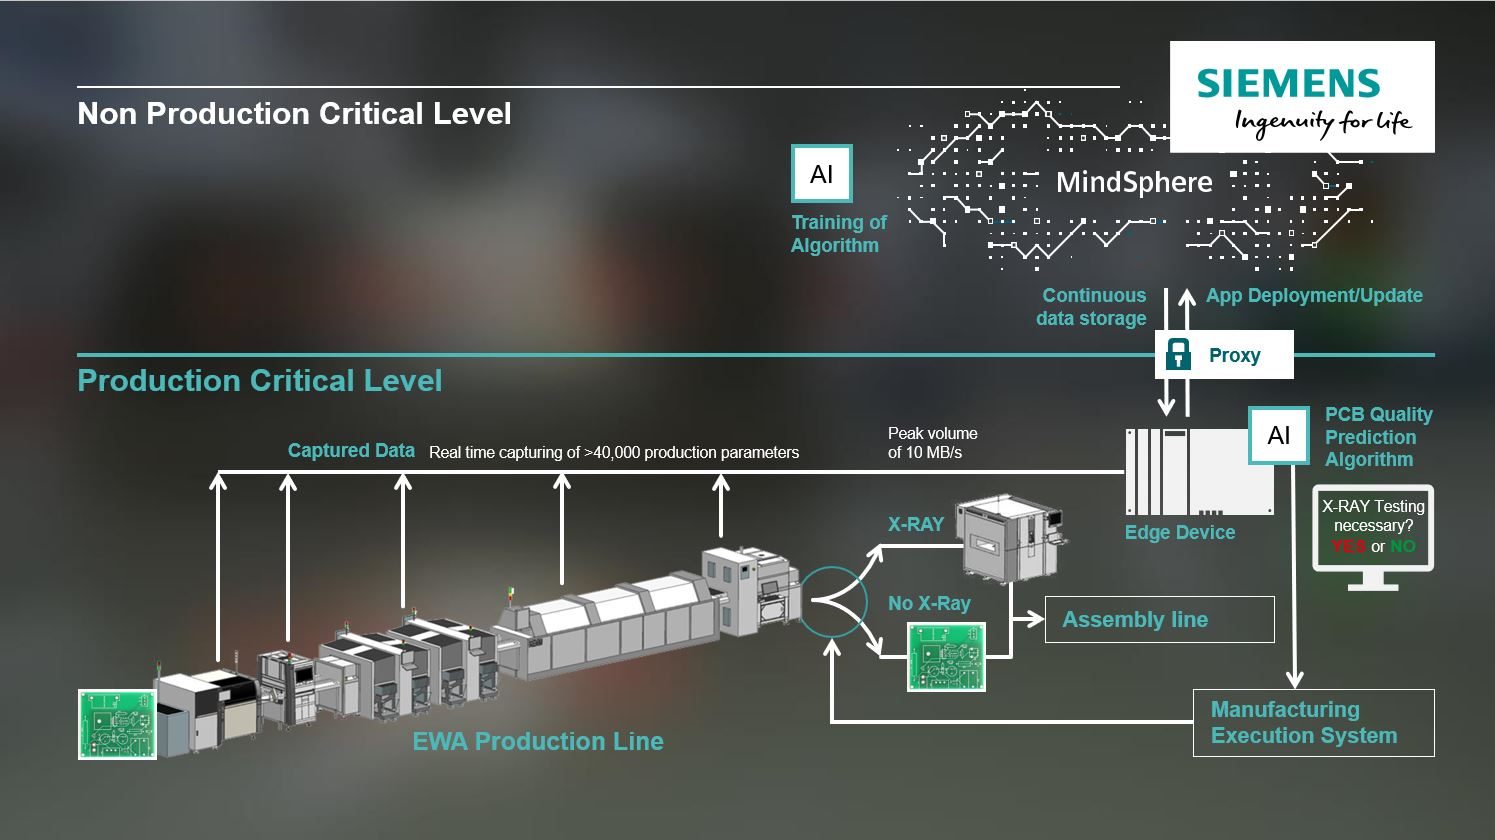 SIEMENS
Ingenuity for life
Non Production Critical Level
AI
MindSphere
Training of
Algorithm
Continuous
data storage
App Deployment/Update
Proxy
Production Critical Level
Captured Data
Real time capturing of >40,000 production parameters
Peak volume
of 10 MB/s
AI
PCB Quality
Prediction
Algorithm
X-RAY Testing
necessary?
YES or NO
X-RAY
Edge Device
No X-Ray
Assembly line
Manufacturing
Execution System
EWA Production Line